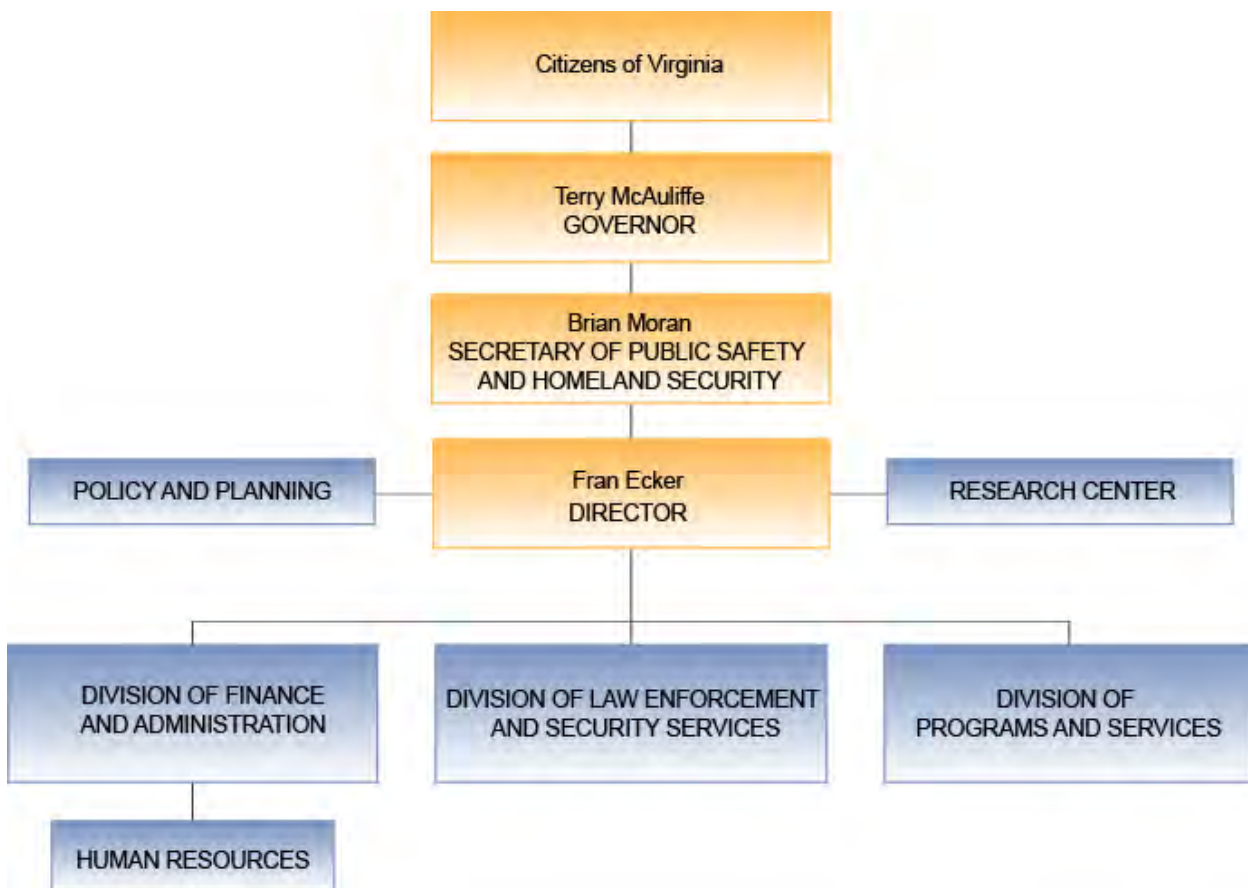 Citizens of Virginia
Terry McAuliffe
GOVERNOR
Brian Moran
SECRETARY OF PUBLIC SAFETY
AND HOMELAND SECURITY
POLICY AND PLANNING
Fran Ecker
DIRECTOR
RESEARCH CENTER
DIVISION OF FINANCE
AND ADMINISTRATION
DIVISION OF LAW ENFORCEMENT
AND SECURITY SERVICES
DIVISION OF
PROGRAMS AND SERVICES
HUMAN RESOURCES